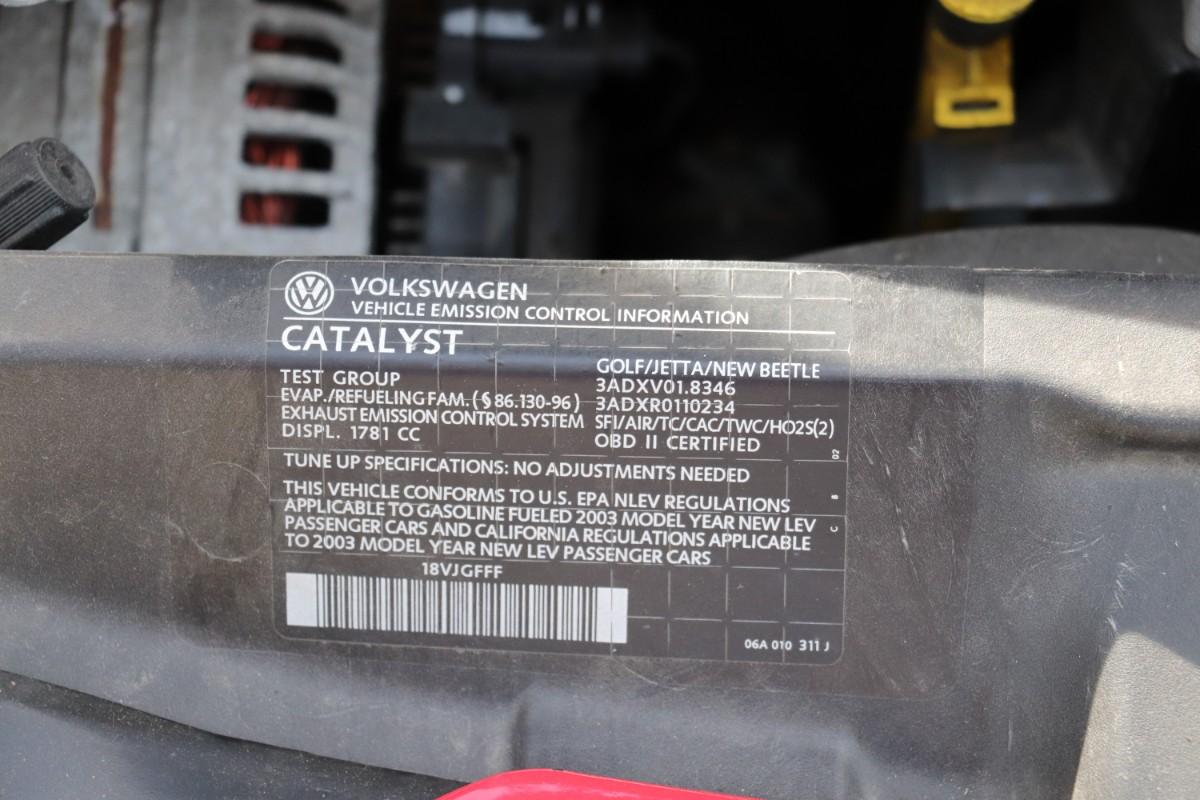 VOLKSWAGEN
VEHICLE EMISSION CONTROL INFORMATION
CATALYST
GOLF/JETTA/NEW BEETLE
TEST GROUP 3ADXV01.8346
EVAP./REFUELING FAM. (§ 86.130-96) 3ADXR0110234
EXHAUST EMISSION CONTROL SYSTEM SFI/AIR/TC/CAC/TWC/HO2S(2)
DISPL. 1781 CC OBD II CERTIFIED
TUNE UP SPECIFICATIONS: NO ADJUSTMENTS NEEDED
THIS VEHICLE CONFORMS TO U.S. EPA NLEV REGULATIONS
APPLICABLE TO GASOLINE FUELED 2003 MODEL YEAR NEW LEV
PASSENGER CARS AND CALIFORNIA REGULATIONS APPLICABLE
TO 2003 MODEL YEAR NEW LEV PASSENGER CARS
18VJGFFF
06A 010 311 J
02
8
C